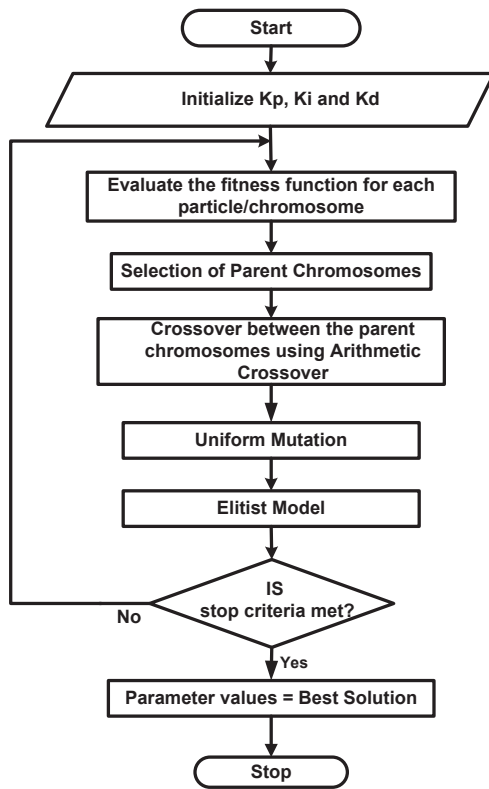 Start
Initialize Kp, Ki and Kd
Evaluate the fitness function for each
particle/chromosome
Selection of Parent Chromosomes
Crossover between the parent
chromosomes using Arithmetic
Crossover
Uniform Mutation
Elitist Model
IS
stop criteria met?
No
Yes
Parameter values = Best Solution
Stop